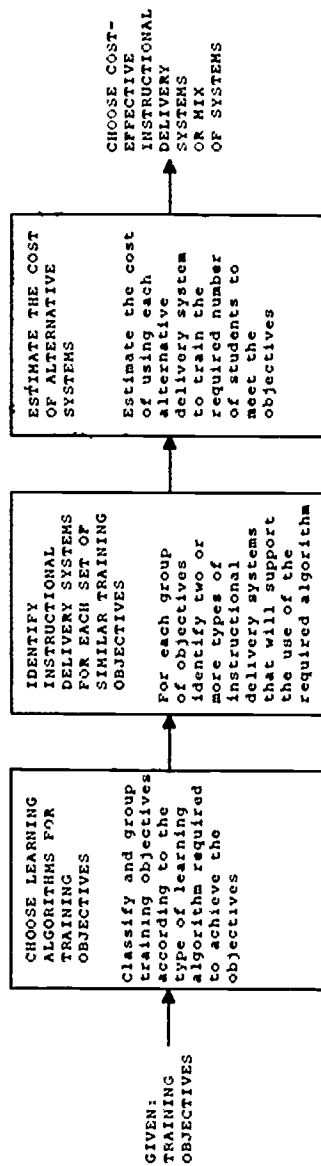 GIVEN:
TRAINING
OBJECTIVES
CHOOSE LEARNING
ALGORITHMS FOR
TRAINING
OBJECTIVES
Classify and group
training objectives
according to the
type of learning
algorithm required
to achieve the
objectives
IDENTIFY
INSTRUCTIONAL
DELIVERY SYSTEMS
FOR EACH SET OF
SIMILAR TRAINING
OBJECTIVES
For each group
of objectives
identify two or
more types of
instructional
delivery systems
that will support
the use of the
required algorithm
ESTIMATE THE COST
OF ALTERNATIVE
SYSTEMS
Estimate the cost
of using each
alternative
delivery system
to train the
required number
of students to
meet the
objectives
CHOOSE COST-
EFFECTIVE
INSTRUCTIONAL
DELIVERY
SYSTEMS
OR MIX
OF SYSTEMS